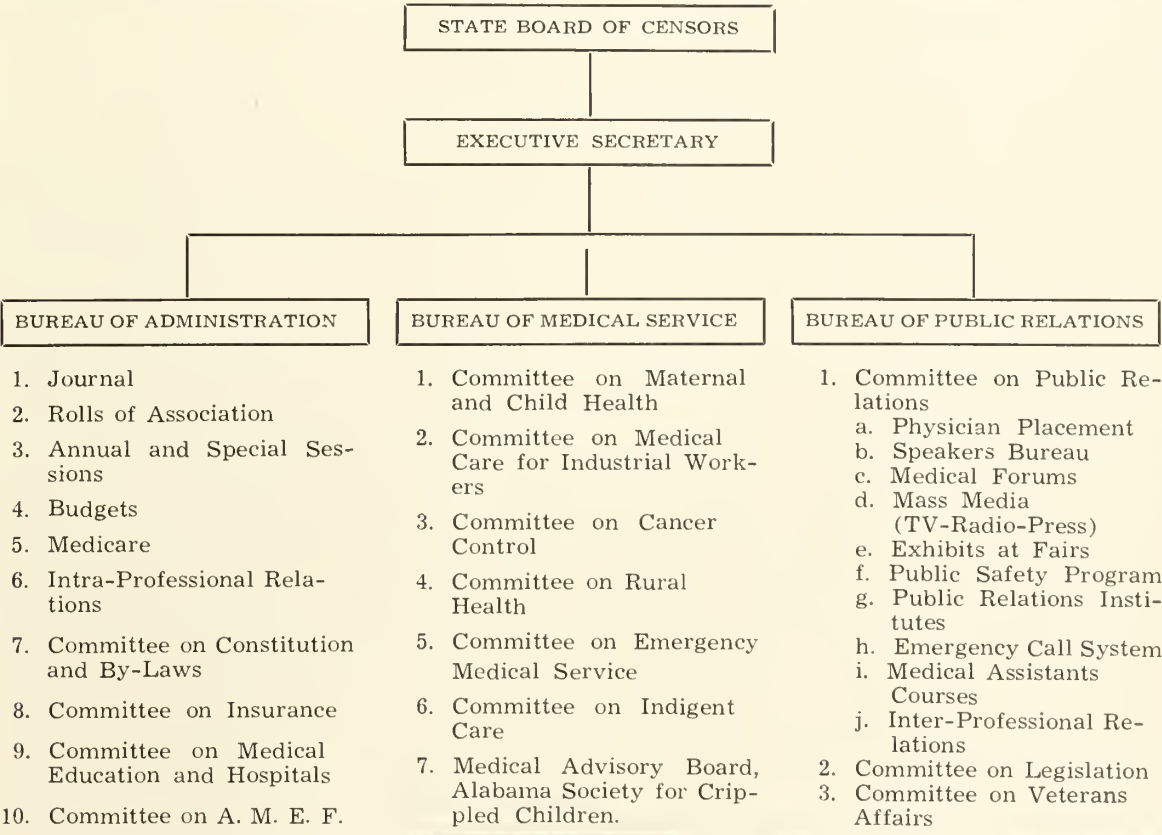 STATE BOARD OF CENSORS
EXECUTIVE SECRETARY
BUREAU OF ADMINISTRATION
1. Journal
2. Rolls of Association
3. Annual and Special Ses-
sions
4. Budgets
5. Medicare
6. Intra-Professional Rela-
tions
7. Committee on Constitution
and By-Laws
8. Committee on Insurance
9. Committee on Medical
Education and Hospitals
10. Committee on A. M. E. F.
BUREAU OF MEDICAL SERVICE
1. Committee on Maternal
and Child Health
2. Committee on Medical
Care for Industrial Work-
ers
3. Committee on Cancer
Control
4. Committee on Rural
Health
5. Committee on Emergency
Medical Service
6. Committee on Indigent
Care
7. Medical Advisory Board,
Alabama Society for Crip-
pled Children.
BUREAU OF PUBLIC RELATIONS
1. Committee on Public Re-
lations
a. Physician Placement
b. Speakers Bureau
c. Medical Forums
d. Mass Media
(TV-Radio-Press)
e. Exhibits at Fairs
f. Public Safety Program
g. Public Relations Insti-
tutes
h. Emergency Call System
i. Medical Assistants
Courses
j. Inter-Professional Re-
lations
2. Committee on Legislation
3. Committee on Veterans
Affairs